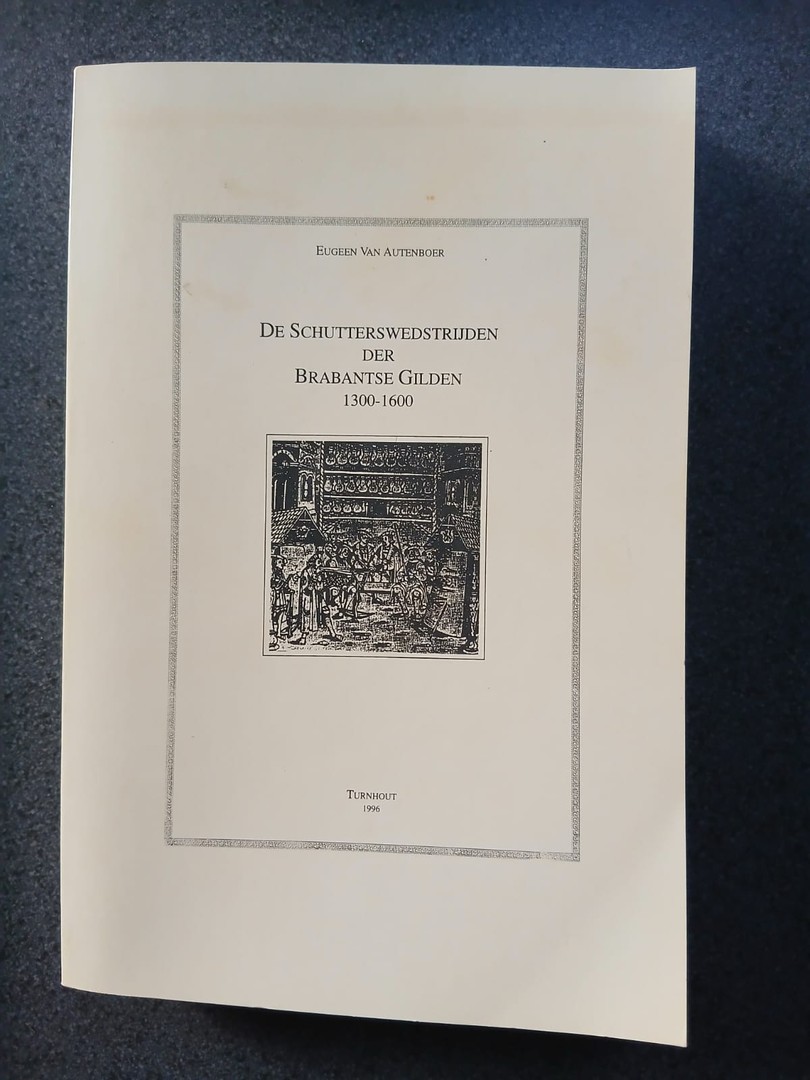 EUGEEN VAN AUTENBOER
DE SCHUTTERSWEDSTRIJDEN
DER
BRABANTSE GILDEN
1300-1600
TURNHOUT
1996